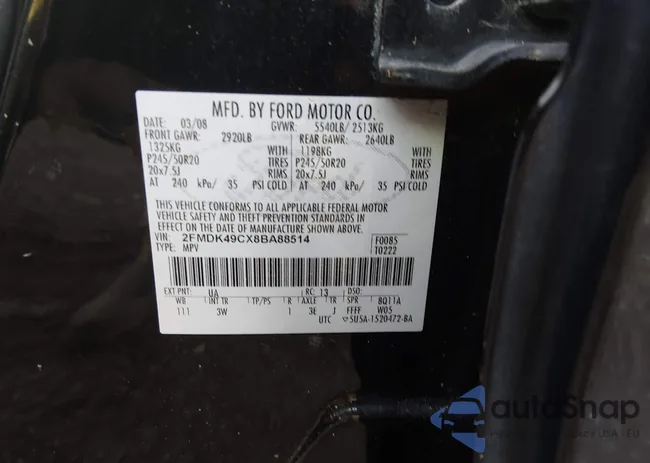 MFD. BY FORD MOTOR CO.
DATE: 03/08 GVWR: 5540LB/ 2513KG
FRONT GAWR: 2920LB REAR GAWR: 2640LB
1325KG WITH 1198KG WITH
P245/50R20 TIRES P245/50R20 TIRES
20x7.5J RIMS 20x7.5J RIMS
AT 240 kPa/ 35 PSI COLD AT 240 kPa/ 35 PSI COLD
THIS VEHICLE CONFORMS TO ALL APPLICABLE FEDERAL MOTOR
VEHICLE SAFETY AND THEFT PREVENTION STANDARDS IN
EFFECT ON THE DATE OF MANUFACTURE SHOWN ABOVE.
VIN: 2FMDK49CX8BA88514 F0085
TYPE: MPV T0222
EXT PNT: UA RC: 13 DSO:
WB INT TR TP/PS R AXLE TR SPR 8Q11A
111 3W 1 3E J FFFF W05
UTC 5U5A-1520472-BA
autoSnap